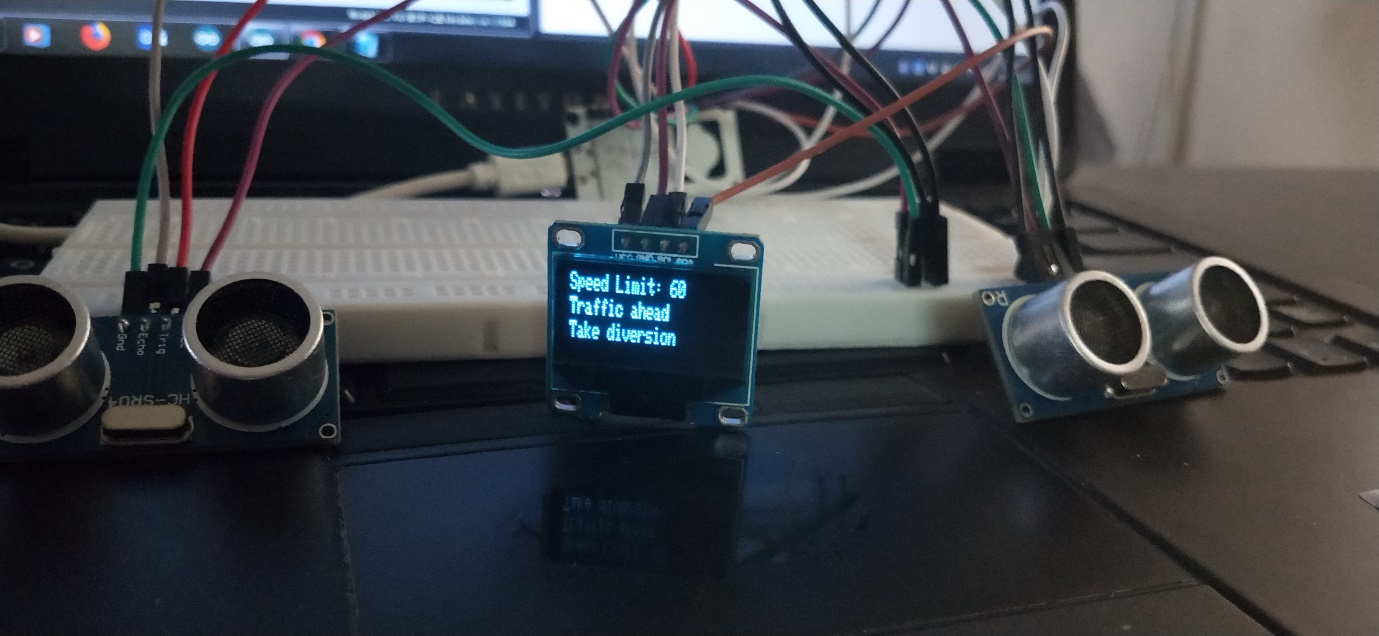 Speed Limit: 60
Traffic ahead
Take diversion
Gnd
Echo
Trig
HC-SR04